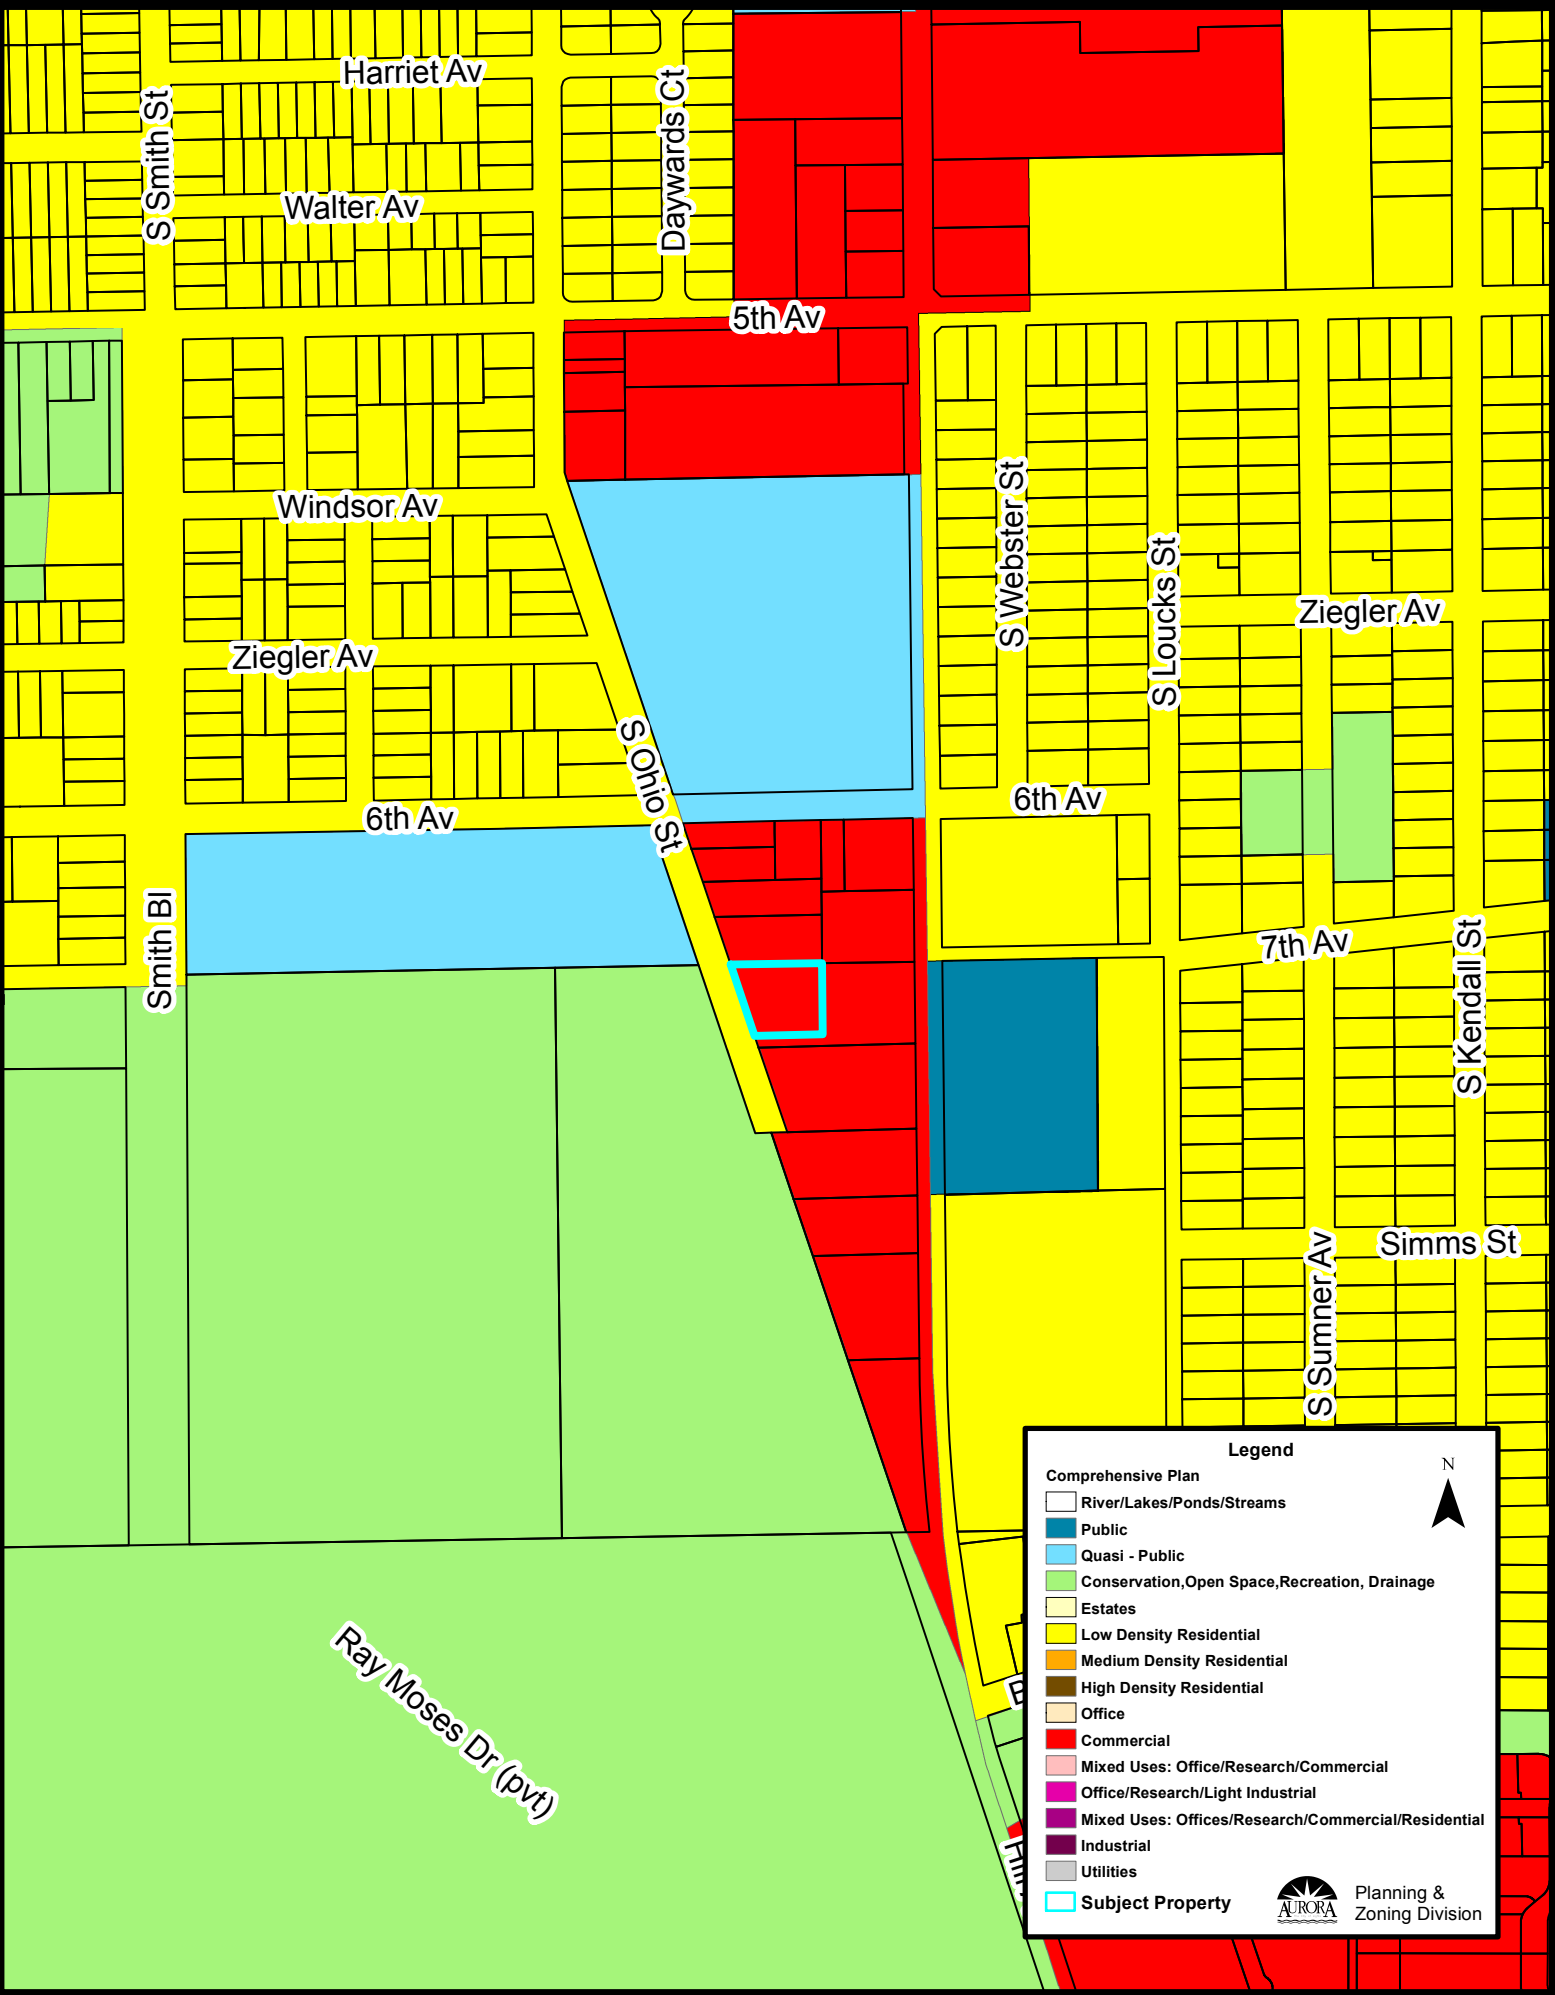 Harriet Av
S Smith St
Daywards Ct
Walter Av
5th Av
Windsor Av
S Webster St
S Loucks St
Ziegler Av
Ziegler Av
S Ohio St
6th Av
6th Av
Smith Bl
7th Av
S Kendall St
Simms St
S Sumner Av
Ray Moses Dr (pvt)
Legend
Comprehensive Plan
N
River/Lakes/Ponds/Streams
Public
Quasi - Public
Conservation,Open Space,Recreation, Drainage
Estates
Low Density Residential
Medium Density Residential
High Density Residential
Office
Commercial
Mixed Uses: Office/Research/Commercial
Office/Research/Light Industrial
Mixed Uses: Offices/Research/Commercial/Residential
Industrial
Utilities
Subject Property
AURORA
Planning &
Zoning Division